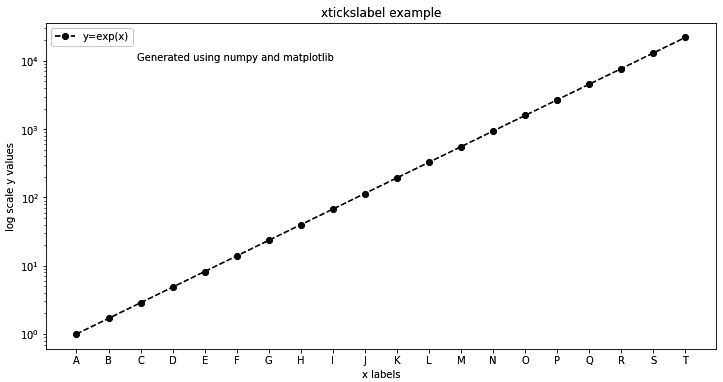 xtickslabel example
y=exp(x)
Generated using numpy and matplotlib
10⁴
10³
10²
10¹
10⁰
log scale y values
A B C D E F G H I J K L M N O P Q R S T
x labels